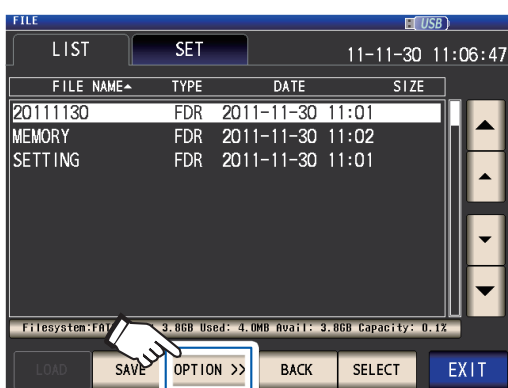 FILE USB
LIST SET 11-11-30 11:06:47
FILE NAME▲ TYPE DATE SIZE
20111130 FDR 2011-11-30 11:01
MEMORY FDR 2011-11-30 11:02
SETTING FDR 2011-11-30 11:01
Filesystem:FAT 3.8GB Used: 4.0MB Avail: 3.8GB Capacity: 0.1%
LOAD SAVE OPTION >> BACK SELECT EXIT